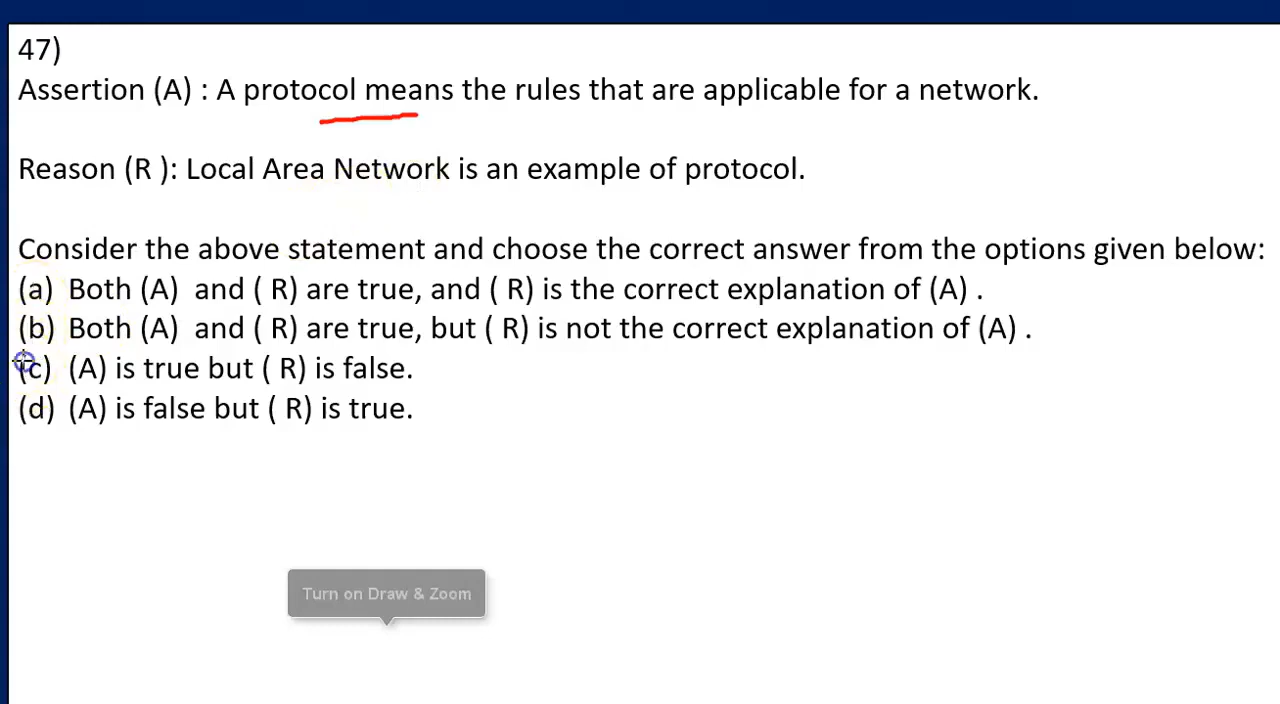 47)
Assertion (A) : A protocol means the rules that are applicable for a network.
Reason (R ): Local Area Network is an example of protocol.
Consider the above statement and choose the correct answer from the options given below:
(a) Both (A) and ( R) are true, and ( R) is the correct explanation of (A) .
(b) Both (A) and ( R) are true, but ( R) is not the correct explanation of (A) .
(c) (A) is true but ( R) is false.
(d) (A) is false but ( R) is true.
Turn on Draw & Zoom